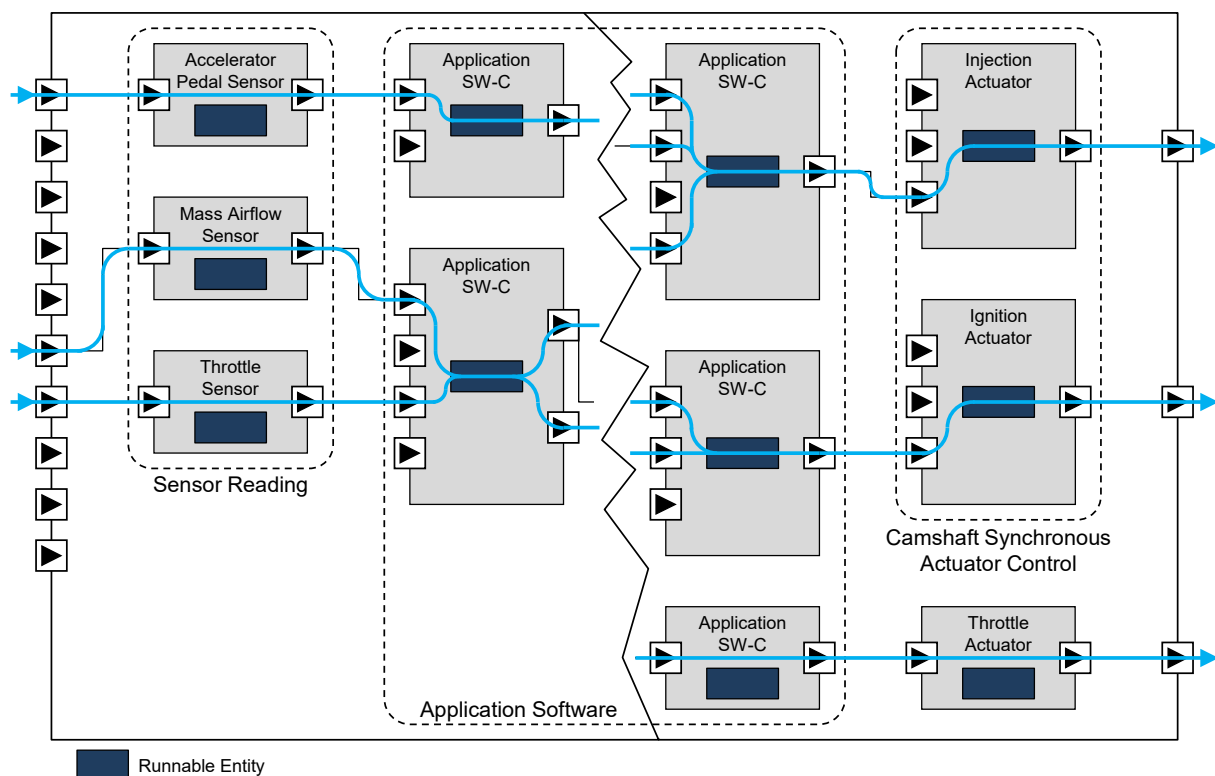 Accelerator
Pedal Sensor
Application
SW-C
Application
SW-C
Injection
Actuator
Mass Airflow
Sensor
Application
SW-C
Ignition
Actuator
Throttle
Sensor
Application
SW-C
Sensor Reading
Camshaft Synchronous
Actuator Control
Application
SW-C
Throttle
Actuator
Application Software
Runnable Entity